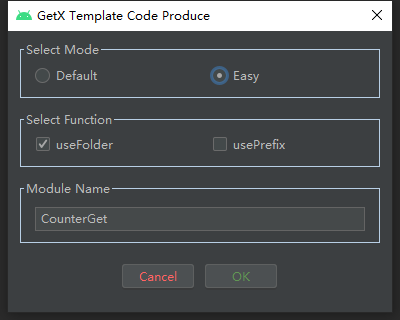 GetX Template Code Produce
Select Mode
Default
Easy
Select Function
useFolder
usePrefix
Module Name
CounterGet
Cancel
OK